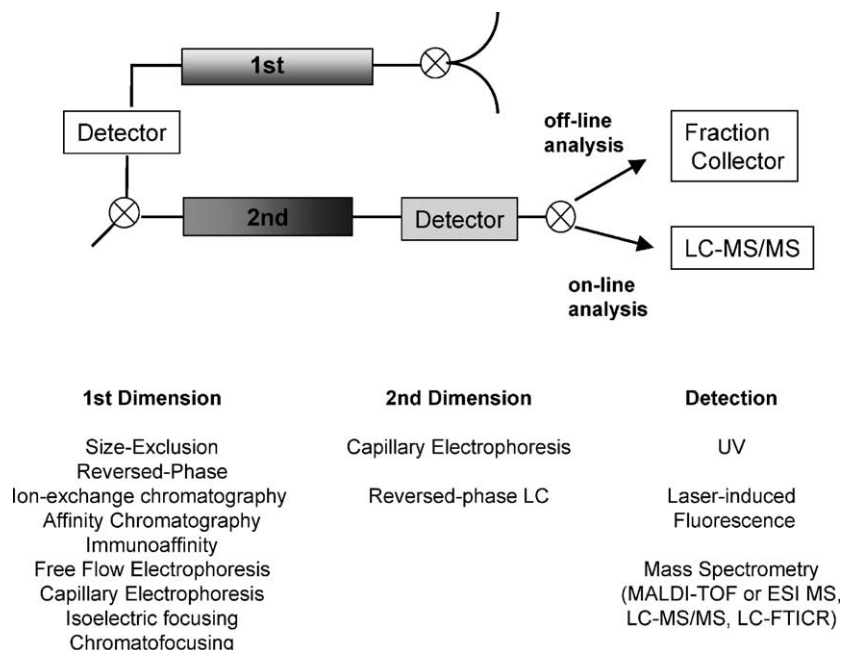 1st
Detector
off-line
analysis
Fraction
Collector
2nd
Detector
LC-MS/MS
on-line
analysis
1st Dimension
Size-Exclusion
Reversed-Phase
Ion-exchange chromatography
Affinity Chromatography
Immunoaffinity
Free Flow Electrophoresis
Capillary Electrophoresis
Isoelectric focusing
Chromatofocusing
2nd Dimension
Capillary Electrophoresis
Reversed-phase LC
Detection
UV
Laser-induced
Fluorescence
Mass Spectrometry
(MALDI-TOF or ESI MS,
LC-MS/MS, LC-FTICR)